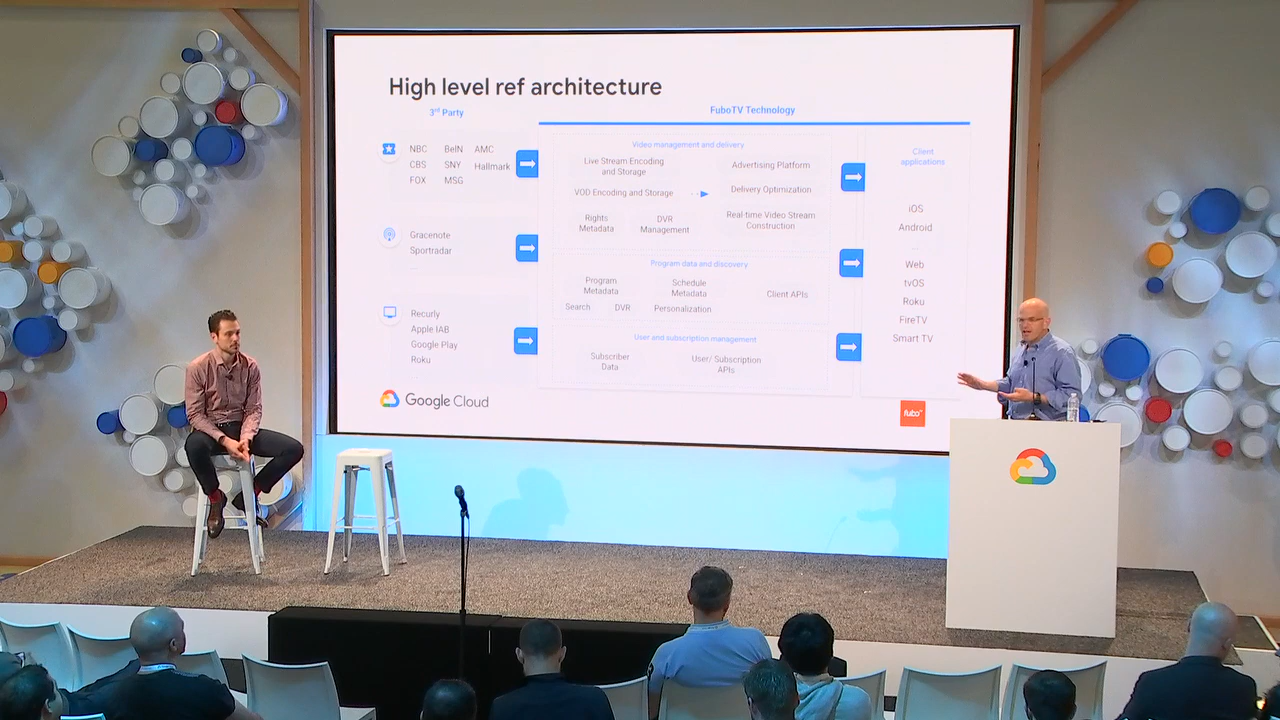 High level ref architecture
3rd Party
FuboTV Technology
NBC BeIN AMC
CBS SNY Hallmark
FOX MSG
Gracenote
Sportradar
...
Recurly
Apple IAB
Google Play
Roku
Video management and delivery
Live Stream Encoding
and Storage
Advertising Platform
VOD Encoding and Storage
Delivery Optimization
Rights
Metadata
DVR
Management
Real-time Video Stream
Construction
Program data and discovery
Program
Metadata
Schedule
Metadata
Client APIs
Search DVR Personalization
User and subscription management
Subscriber
Data
User/ Subscription
APIs
Client
applications
iOS
Android
...
Web
tvOS
Roku
FireTV
Smart TV
Google Cloud
fubo